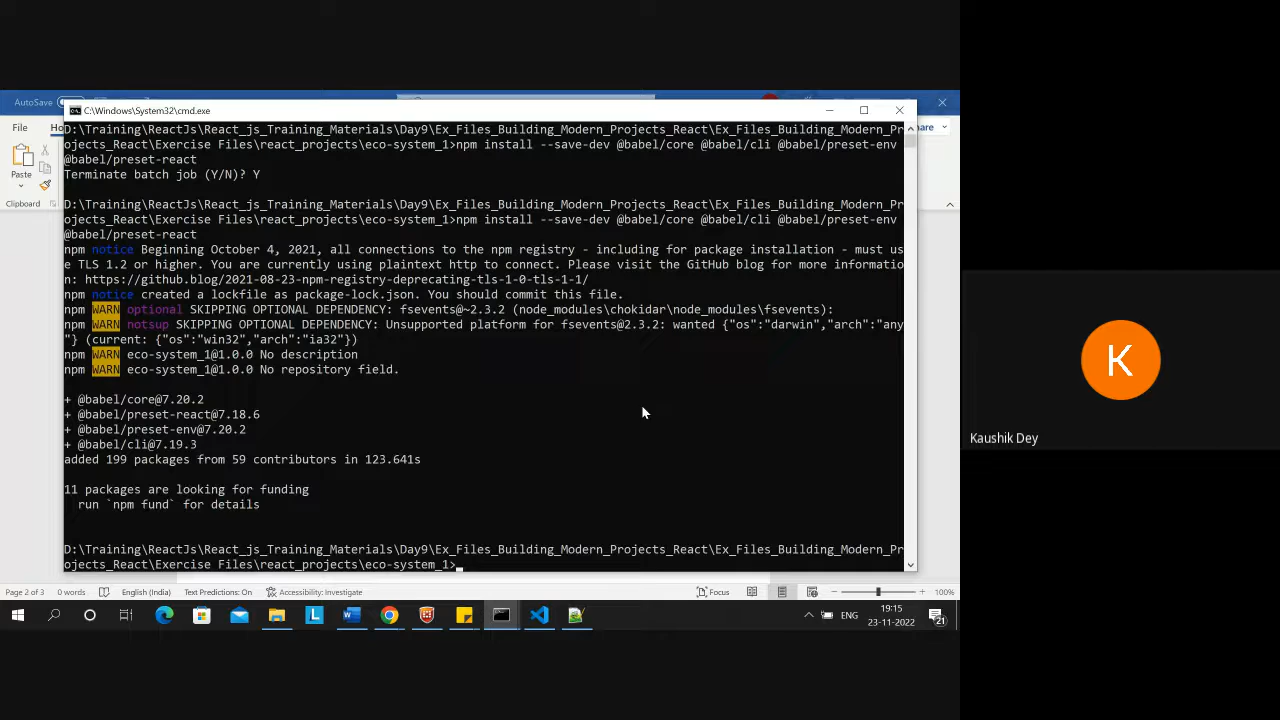 AutoSave
C:\Windows\System32\cmd.exe
File
Ho
are
Paste
Clipboard
D:\Training\ReactJs\React_js_Training_Materials\Day9\Ex_Files_Building_Modern_Projects_React\Ex_Files_Building_Modern_Pr
ojects_React\Exercise Files\react_projects\eco-system_1>npm install --save-dev @babel/core @babel/cli @babel/preset-env
@babel/preset-react
Terminate batch job (Y/N)? Y
D:\Training\ReactJs\React_js_Training_Materials\Day9\Ex_Files_Building_Modern_Projects_React\Ex_Files_Building_Modern_Pr
ojects_React\Exercise Files\react_projects\eco-system_1>npm install --save-dev @babel/core @babel/cli @babel/preset-env
@babel/preset-react
npm notice Beginning October 4, 2021, all connections to the npm registry - including for package installation - must us
e TLS 1.2 or higher. You are currently using plaintext http to connect. Please visit the GitHub blog for more informatio
n: https://github.blog/2021-08-23-npm-registry-deprecating-tls-1-0-tls-1-1/
npm notice created a lockfile as package-lock.json. You should commit this file.
npm WARN optional SKIPPING OPTIONAL DEPENDENCY: fsevents@~2.3.2 (node_modules\chokidar\node_modules\fsevents):
npm WARN notsup SKIPPING OPTIONAL DEPENDENCY: Unsupported platform for fsevents@2.3.2: wanted {"os":"darwin","arch":"any
"} (current: {"os":"win32","arch":"ia32"})
npm WARN eco-system_1@1.0.0 No description
npm WARN eco-system_1@1.0.0 No repository field.
+ @babel/core@7.20.2
+ @babel/preset-react@7.18.6
+ @babel/preset-env@7.20.2
+ @babel/cli@7.19.3
added 199 packages from 59 contributors in 123.641s
11 packages are looking for funding
run `npm fund` for details
D:\Training\ReactJs\React_js_Training_Materials\Day9\Ex_Files_Building_Modern_Projects_React\Ex_Files_Building_Modern_Pr
ojects_React\Exercise Files\react_projects\eco-system_1>
K
Kaushik Dey
Page 2 of 3 0 words English (India) Text Predictions: On Accessibility: Investigate Focus 100%
L ENG 19:15
23-11-2022 21